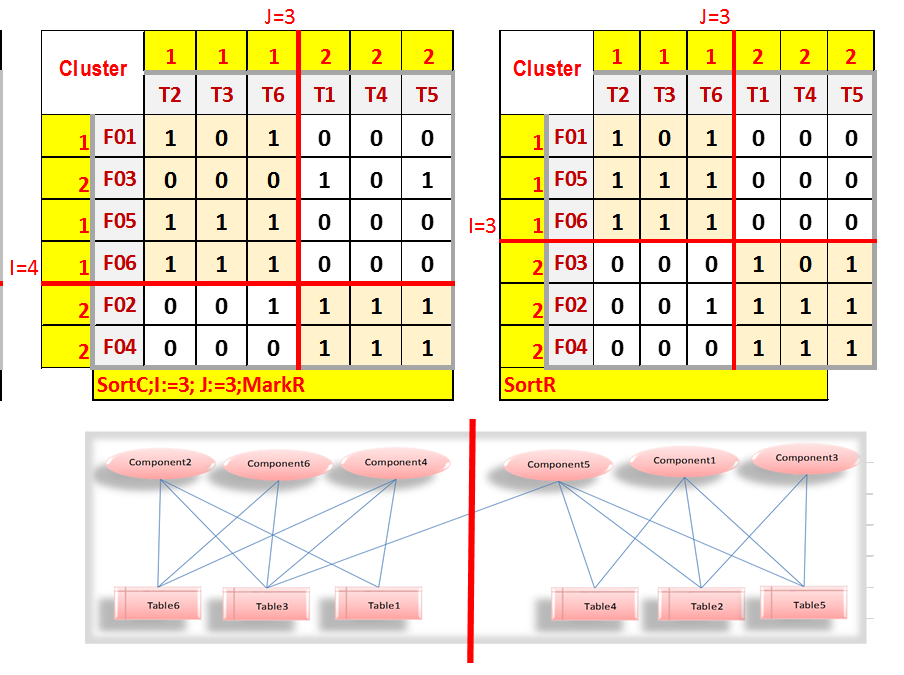 J=3
Cluster 1 1 1 2 2 2
T2 T3 T6 T1 T4 T5
1 F01 1 0 1 0 0 0
2 F03 0 0 0 1 0 1
1 F05 1 1 1 0 0 0
I=4 1 F06 1 1 1 0 0 0
2 F02 0 0 1 1 1 1
2 F04 0 0 0 1 1 1
SortC;I:=3; J:=3;MarkR
J=3
Cluster 1 1 1 2 2 2
T2 T3 T6 T1 T4 T5
1 F01 1 0 1 0 0 0
1 F05 1 1 1 0 0 0
I=3 1 F06 1 1 1 0 0 0
2 F03 0 0 0 1 0 1
2 F02 0 0 1 1 1 1
2 F04 0 0 0 1 1 1
SortR
Component2 Component6 Component4 Component5 Component1 Component3
Table6 Table3 Table1 Table4 Table2 Table5